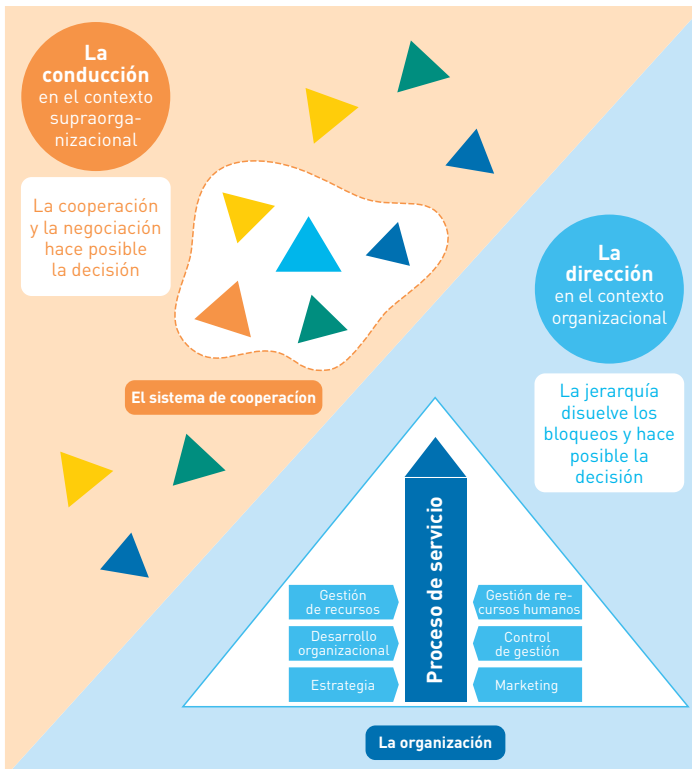 La
conducción
en el contexto
supraorga-
nizacional
La cooperación
y la negociación
hace posible
la decisión
El sistema de cooperacíon
La
dirección
en el contexto
organizacional
La jerarquía
disuelve los
bloqueos y hace
posible la
decisión
Proceso de servicio
Gestión
de recursos
Desarrollo
organizacional
Estrategia
Gestión de re-
cursos humanos
Control
de gestión
Marketing
La organización